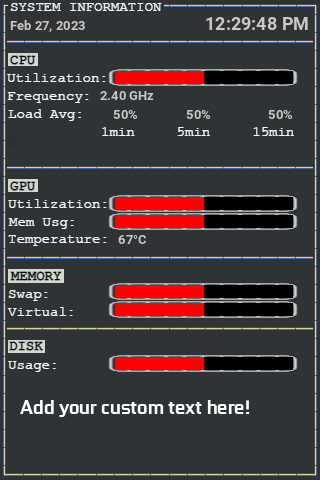 SYSTEM INFORMATION
Feb 27, 2023 12:29:48 PM
CPU
Utilization:
Frequency: 2.40 GHz
Load Avg: 50% 50% 50%
1min 5min 15min
GPU
Utilization:
Mem Usg:
Temperature: 67°C
MEMORY
Swap:
Virtual:
DISK
Usage:
Add your custom text here!